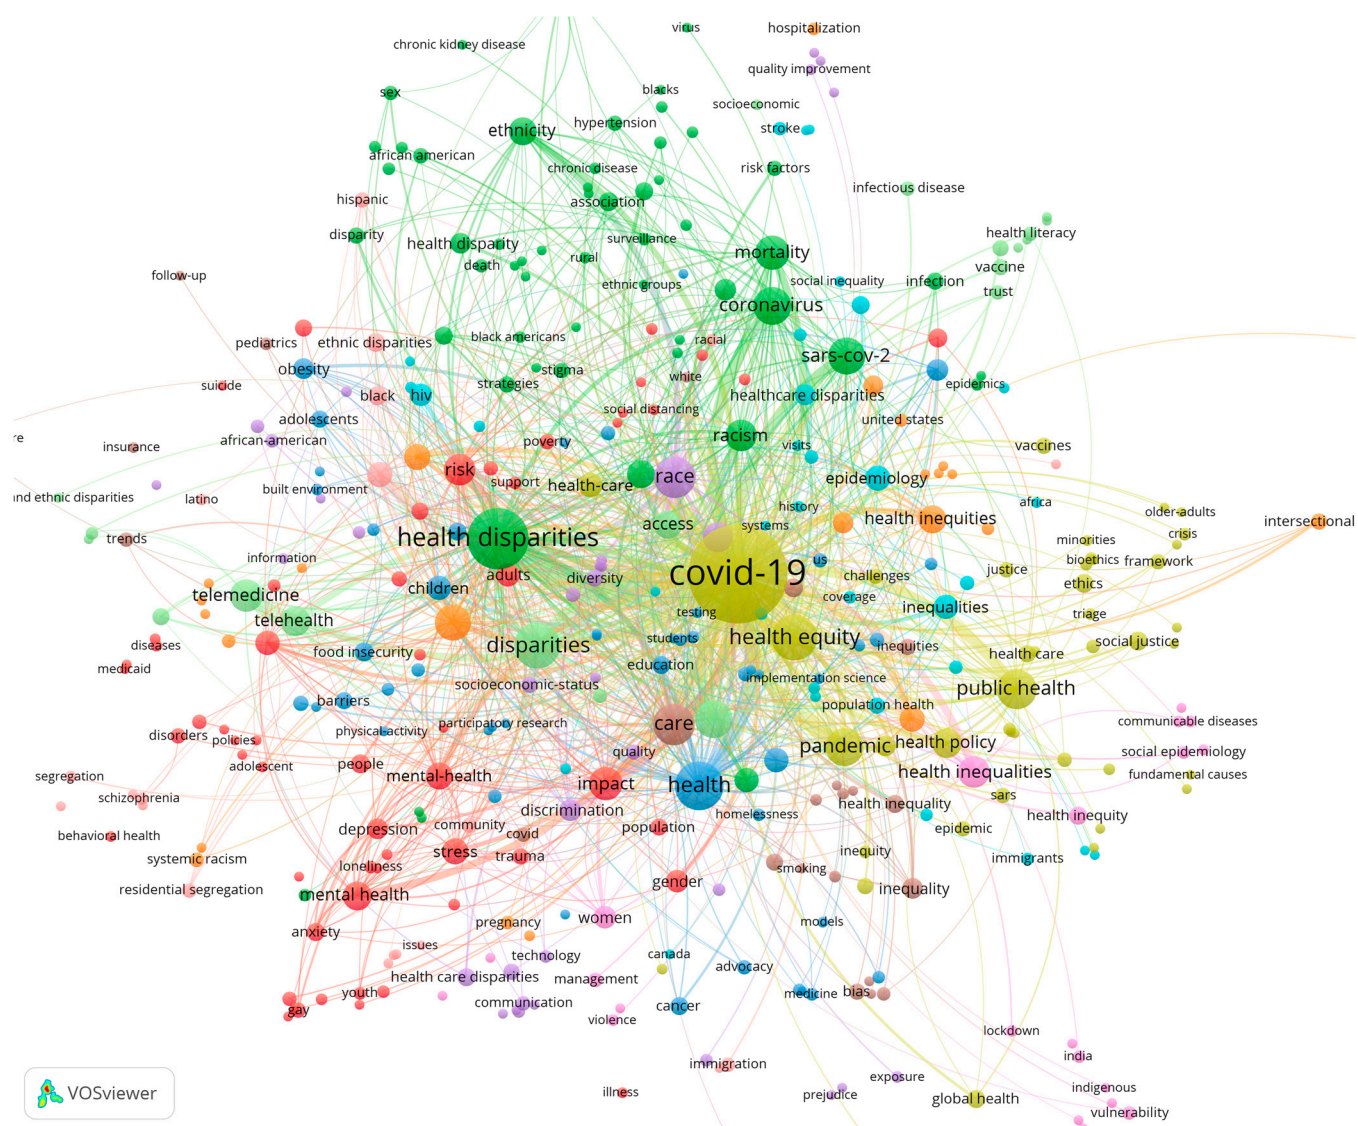 virus
hospitalization
chronic kidney disease
quality improvement
sex
blacks
socioeconomic
ethnicity
hypertension
stroke
african american
chronic disease
risk factors
infectious disease
hispanic
association
disparity
health disparity
surveillance
mortality
health literacy
death
rural
vaccine
follow-up
ethnic groups
social inequality
infection
trust
coronavirus
pediatrics
ethnic disparities
black americans
racial
sars-cov-2
obesity
stigma
suicide
strategies
white
epidemics
black
hiv
healthcare disparities
adolescents
social distancing
united states
re
african-american
poverty
racism
visits
vaccines
insurance
risk
support
health-care
race
epidemiology
built environment
nd ethnic disparities
latino
history
africa
older-adults
access
systems
health inequities
intersectional
health disparities
trends
minorities
crisis
information
us
bioethics
framework
adults
diversity
covid-19
challenges
justice
ethics
children
telemedicine
coverage
inequalities
testing
triage
telehealth
students
health equity
social justice
diseases
disparities
inequities
food insecurity
health care
medicaid
education
implementation science
socioeconomic-status
public health
barriers
population health
participatory research
communicable diseases
physical-activity
care
disorders
policies
quality
pandemic
health policy
social epidemiology
adolescent
people
segregation
mental-health
health inequalities
fundamental causes
impact
health
schizophrenia
sars
discrimination
health inequality
homelessness
health inequity
behavioral health
depression
community
covid
population
epidemic
systemic racism
loneliness
stress
trauma
inequity
immigrants
smoking
residential segregation
mental health
gender
inequality
pregnancy
women
anxiety
models
issues
technology
canada
health care disparities
management
advocacy
youth
communication
cancer
medicine
bias
gay
violence
lockdown
india
immigration
exposure
indigenous
illness
prejudice
global health
vulnerability
VOSviewer